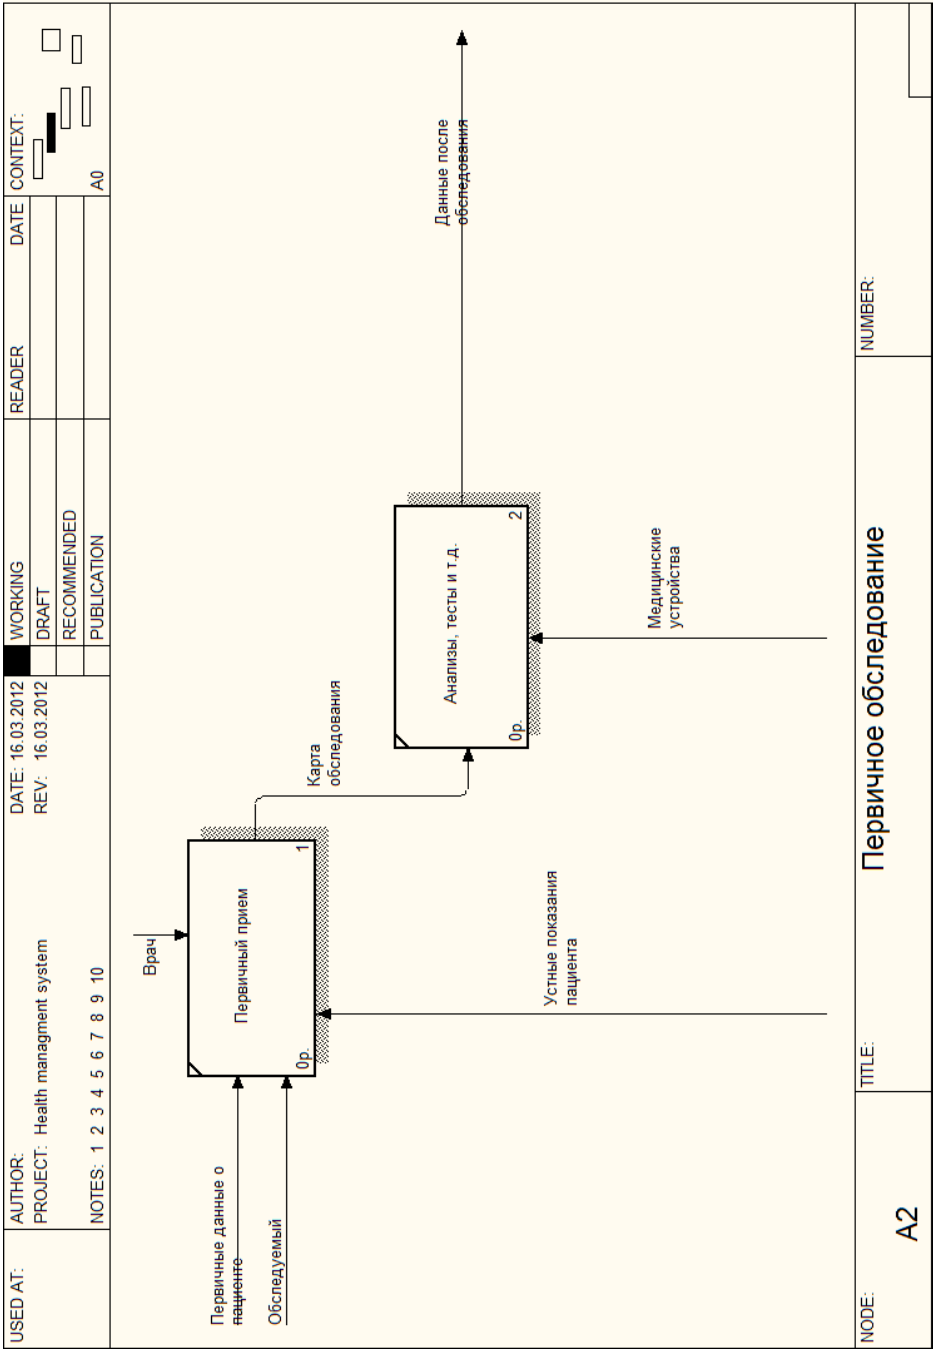 USED AT:
AUTHOR:
PROJECT: Health managment system
NOTES: 1 2 3 4 5 6 7 8 9 10
DATE: 16.03.2012
REV: 16.03.2012
WORKING
DRAFT
RECOMMENDED
PUBLICATION
READER
DATE
CONTEXT:
A0
Врач
Первичные данные о
пациенте
Обследуемый
Первичный прием
0р.
1
Карта
обследования
Устные показания
пациента
Анализы, тесты и т.д.
0р.
2
Данные после
обследования
Медицинские
устройства
NODE:
A2
TITLE:
Первичное обследование
NUMBER: